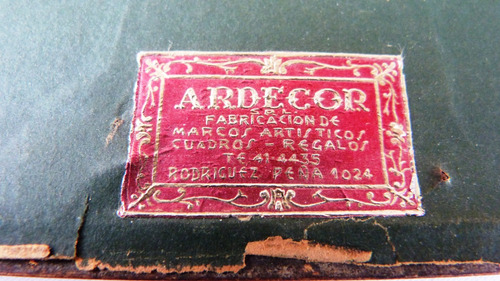 ARDECOR
S.R.L.
FABRICACION DE
MARCOS ARTISTICOS
CUADROS - REGALOS
TE 41-4435
RODRIGUEZ PEÑA 1024